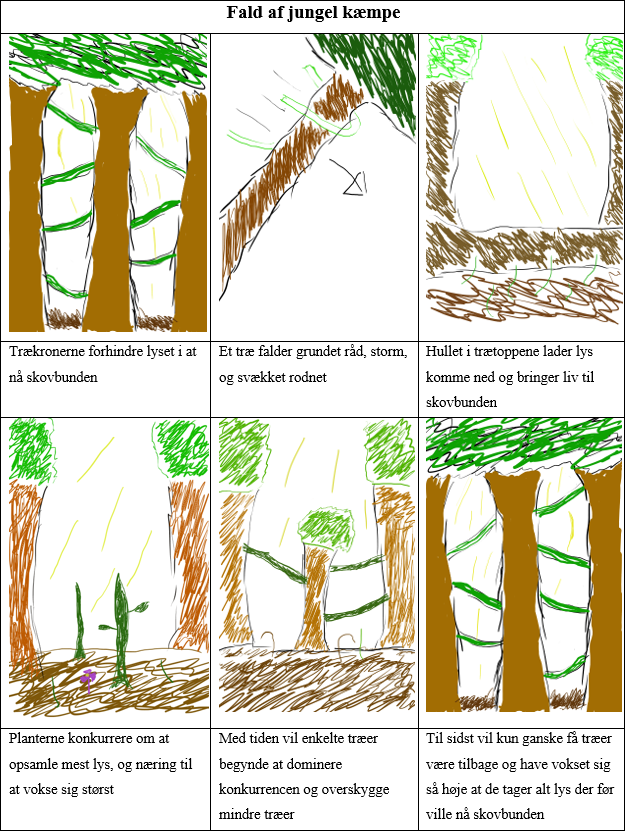 Fald af jungel kæmpe
Trækronerne forhindre lyset i at
nå skovbunden
Et træ falder grundet råd, storm,
og svækket rodnet
Hullet i trætoppene lader lys
komme ned og bringer liv til
skovbunden
Planterne konkurrere om at
opsamle mest lys, og næring til
at vokse sig størst
Med tiden vil enkelte træer
begynde at dominere
konkurrencen og overskygge
mindre træer
Til sidst vil kun ganske få træer
være tilbage og have vokset sig
så høje at de tager alt lys der før
ville nå skovbunden